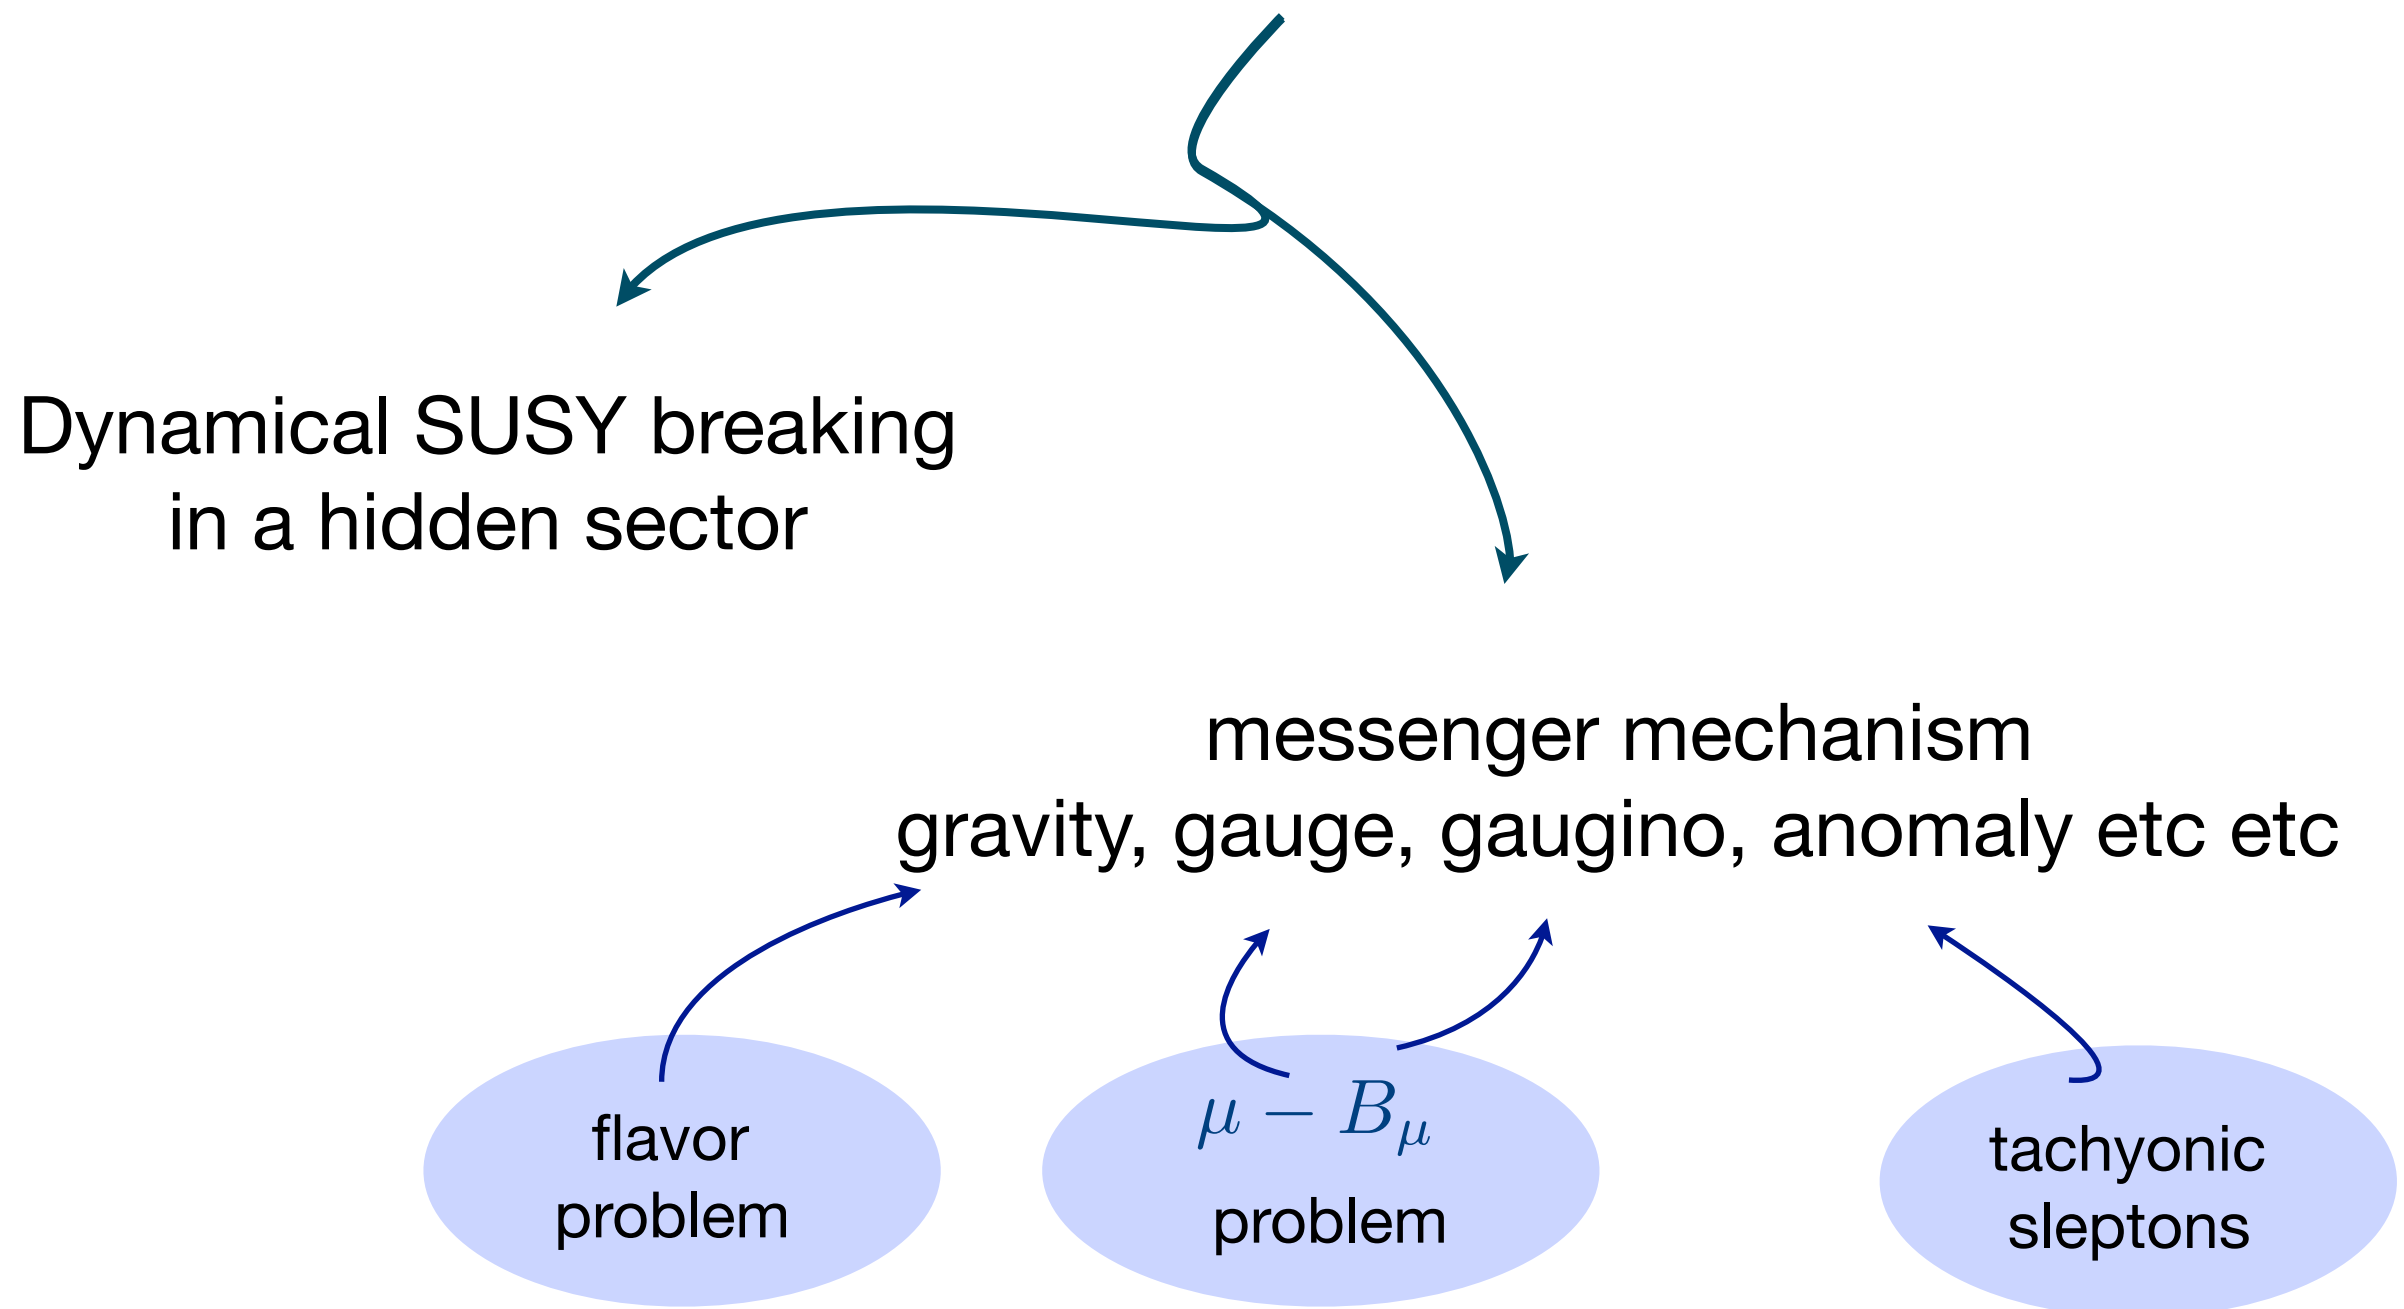 Dynamical SUSY breaking
in a hidden sector
messenger mechanism
gravity, gauge, gaugino, anomaly etc etc
flavor
problem
μ − B_μ
problem
tachyonic
sleptons